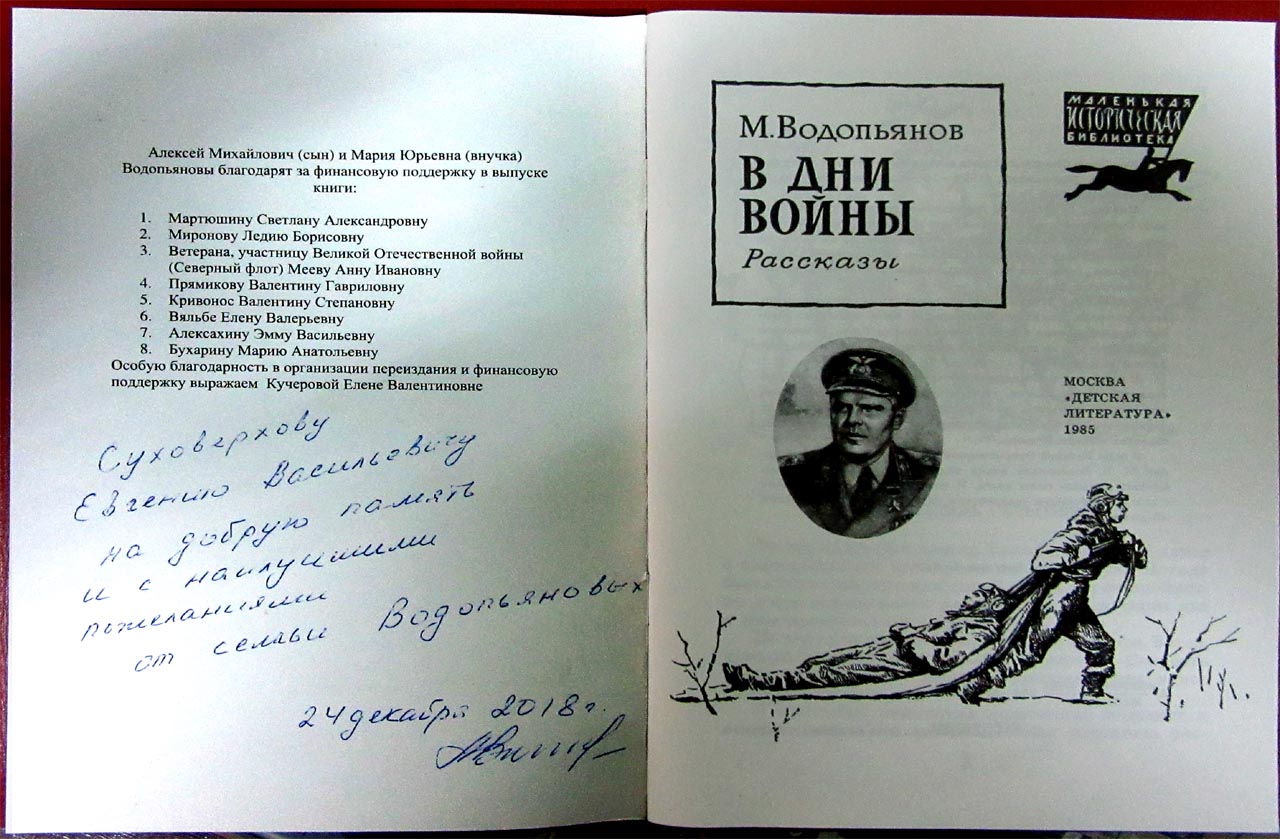 Алексей Михайлович (сын) и Мария Юрьевна (внучка)
Водопьяновы благодарят за финансовую поддержку в выпуске
книги:
1. Мартюшину Светлану Александровну
2. Миронову Ледию Борисовну
3. Ветерана, участницу Великой Отечественной войны
(Северный флот) Мееву Анну Ивановну
4. Прямикову Валентину Гавриловну
5. Кривонос Валентину Степановну
6. Вяльбе Елену Валерьевну
7. Алексахину Эмму Васильевну
8. Бухарину Марию Анатольевну
Особую благодарность в организации переиздания и финансовую
поддержку выражаем Кучеровой Елене Валентиновне
Суховерхову
Евгению Васильевичу
на добрую память
и с наилучшими
пожеланиями
от семьи Водопьяновых
24 декабря 2018 г.
М. Водопьянов
В ДНИ
ВОЙНЫ
Рассказы
МАЛЕНЬКАЯ
ИСТОРИЧЕСКАЯ
БИБЛИОТЕКА
МОСКВА
«ДЕТСКАЯ
ЛИТЕРАТУРА»
1985